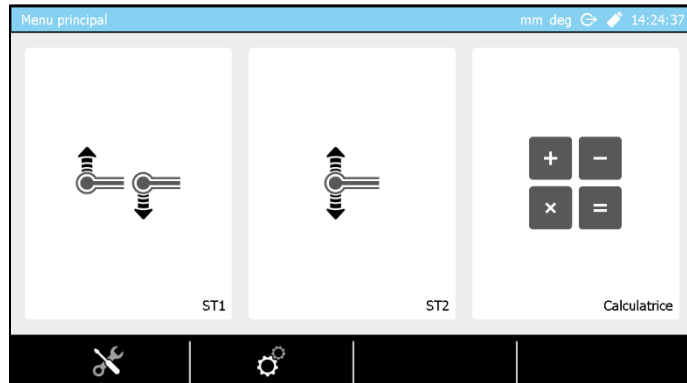 Menu principal mm deg 14:24:37
+ −
× =
ST1 ST2 Calculatrice